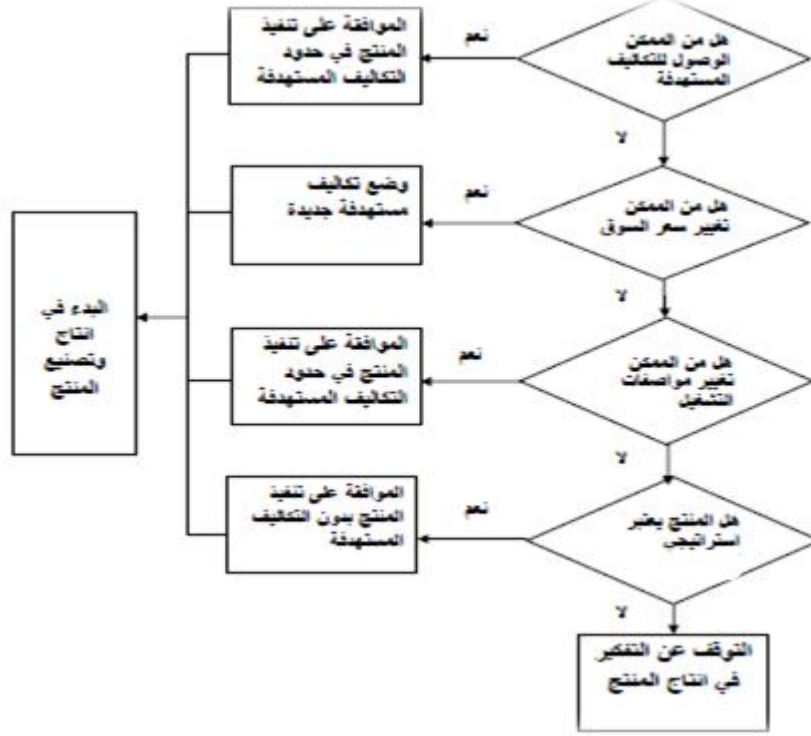 هل من الممكن
الوصول للتكاليف
المستهدفة
نعم
الموافقة على تنفيذ
المنتج في حدود
التكاليف المستهدفة
لا
هل من الممكن
تغيير سعر السوق
نعم
وضع تكاليف
مستهدفة جديدة
لا
هل من الممكن
تغيير مواصفات
التشغيل
نعم
الموافقة على تنفيذ
المنتج في حدود
التكاليف المستهدفة
لا
هل المنتج يعتبر
استراتيجي
نعم
الموافقة على تنفيذ
المنتج بدون التكاليف
المستهدفة
لا
التوقف عن التفكير
في انتاج المنتج
البدء في
انتاج
وتصنيع
المنتج